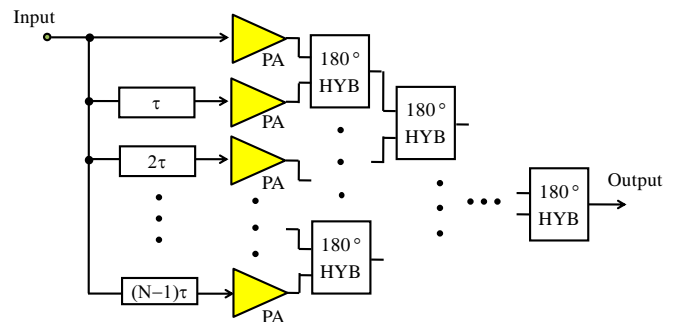 Input
PA
180°
HYB
τ
PA
180°
HYB
2τ
PA
180°
HYB
Output
180°
HYB
(N−1)τ
PA